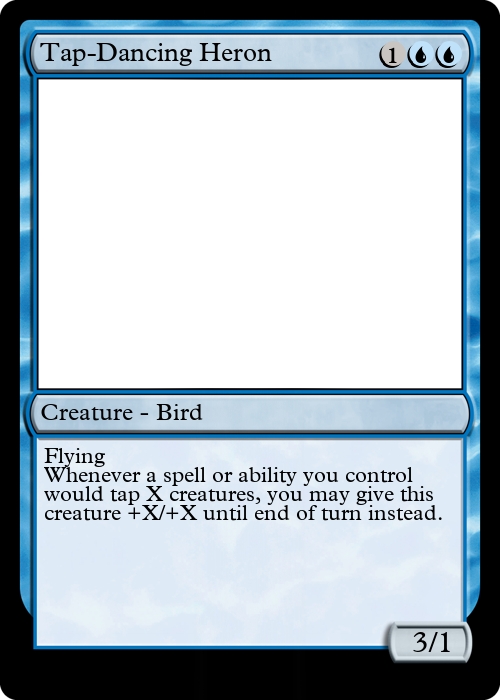 Tap-Dancing Heron 1
Creature - Bird
Flying
Whenever a spell or ability you control
would tap X creatures, you may give this
creature +X/+X until end of turn instead.
3/1